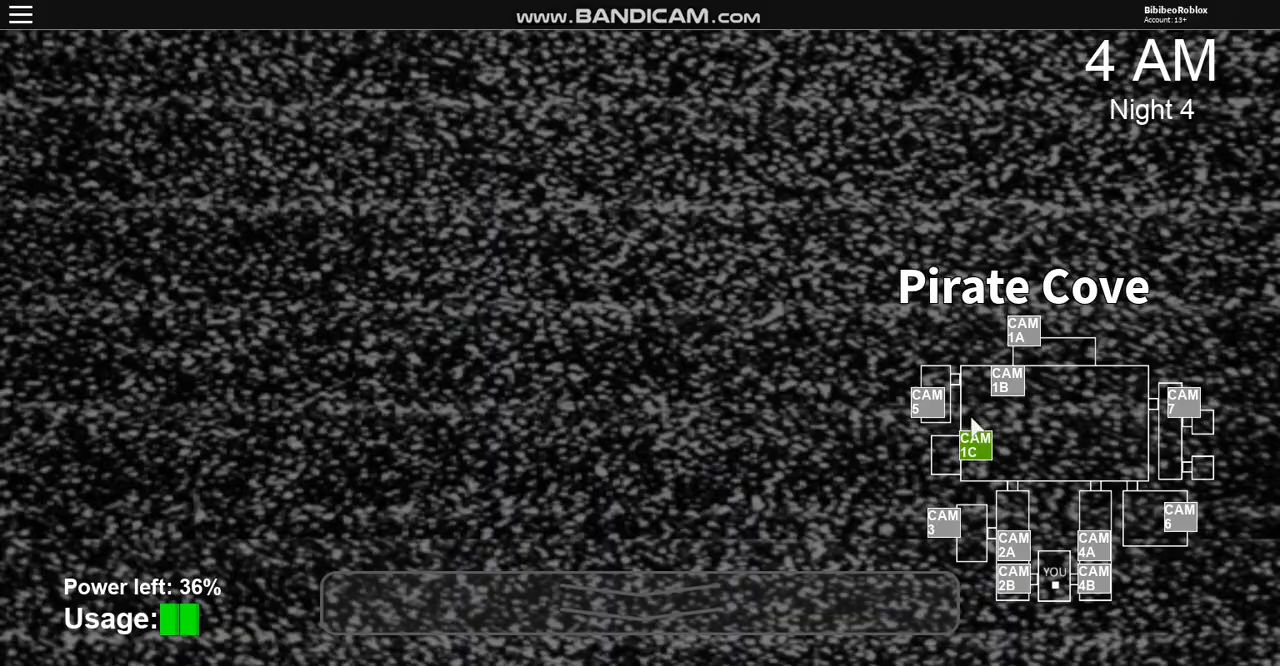 www.BANDICAM.com
BibibeoRoblox
Account: 13+
4 AM
Night 4
Pirate Cove
CAM
1A
CAM
1B
CAM
5
CAM
7
CAM
1C
CAM
3
CAM
6
CAM
2A
CAM
4A
CAM
2B
YOU
CAM
4B
Power left: 36%
Usage: